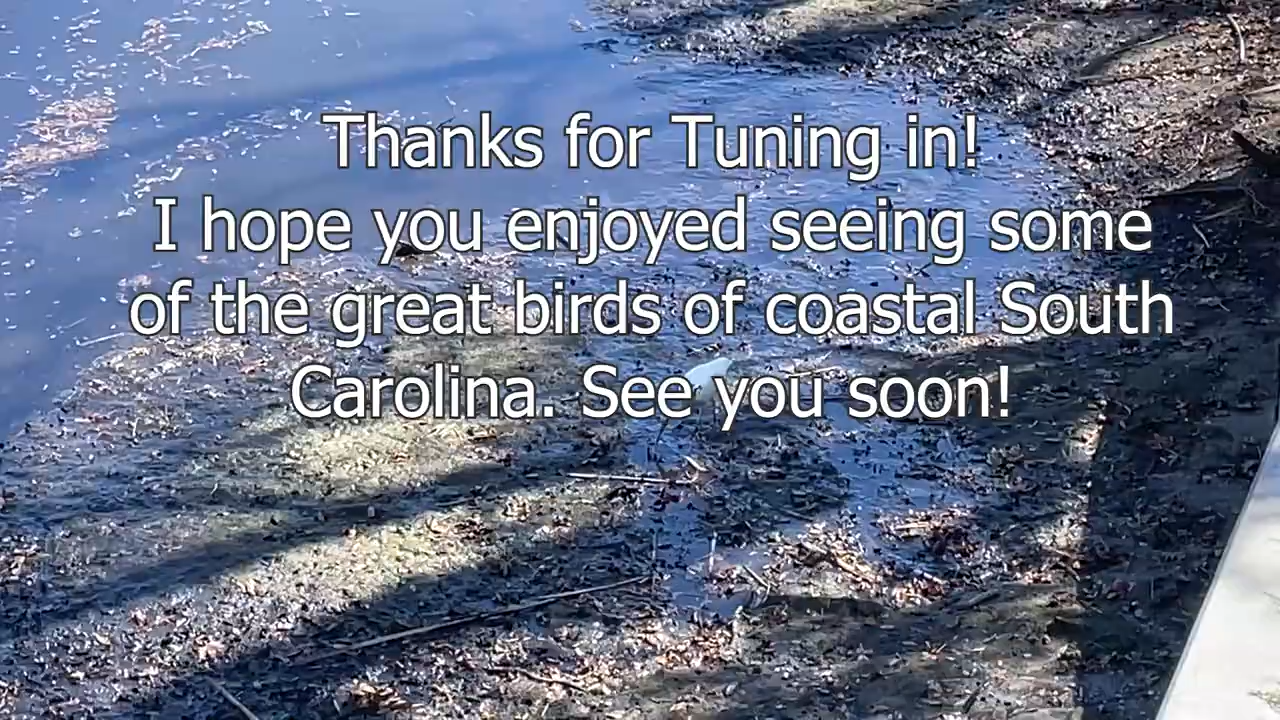 Thanks for Tuning in!
I hope you enjoyed seeing some
of the great birds of coastal South
Carolina. See you soon!